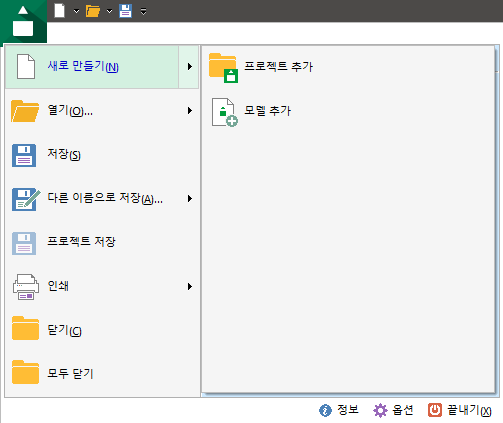 새로 만들기(N)
열기(O)...
저장(S)
다른 이름으로 저장(A)...
프로젝트 저장
인쇄
닫기(C)
모두 닫기
프로젝트 추가
모델 추가
정보 옵션 끝내기(X)